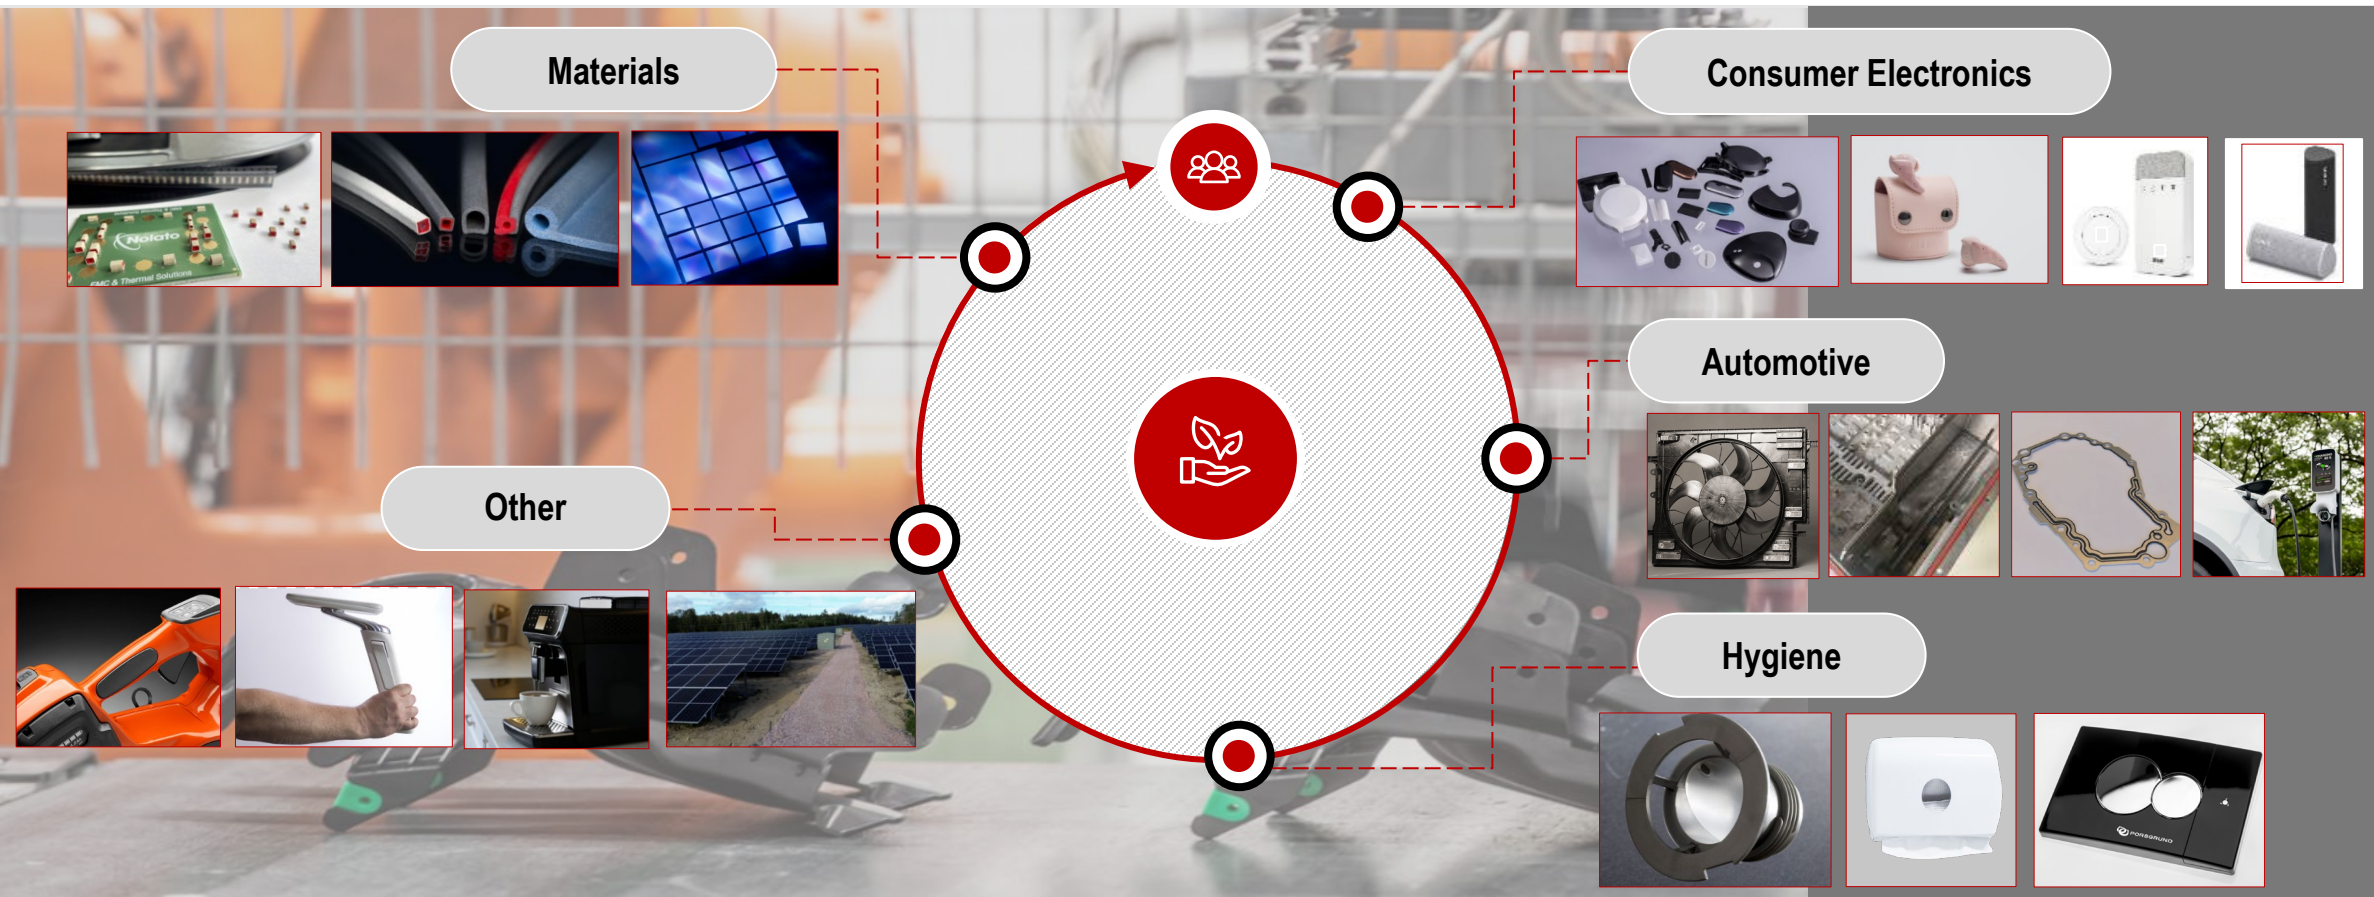 Materials
Consumer Electronics
Nolato
EMC & Thermal Solutions
Automotive
Other
Hygiene
PORSGRUND